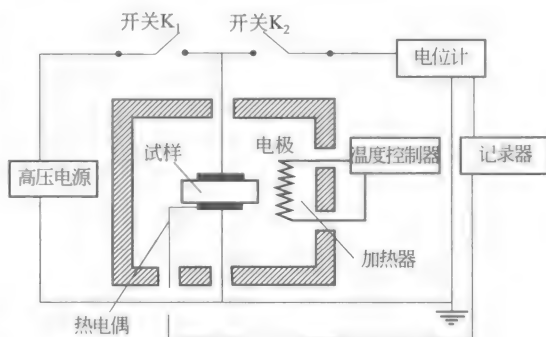 开关K₁
开关K₂
电位计
高压电源
试样
电极
温度控制器
记录器
加热器
热电偶